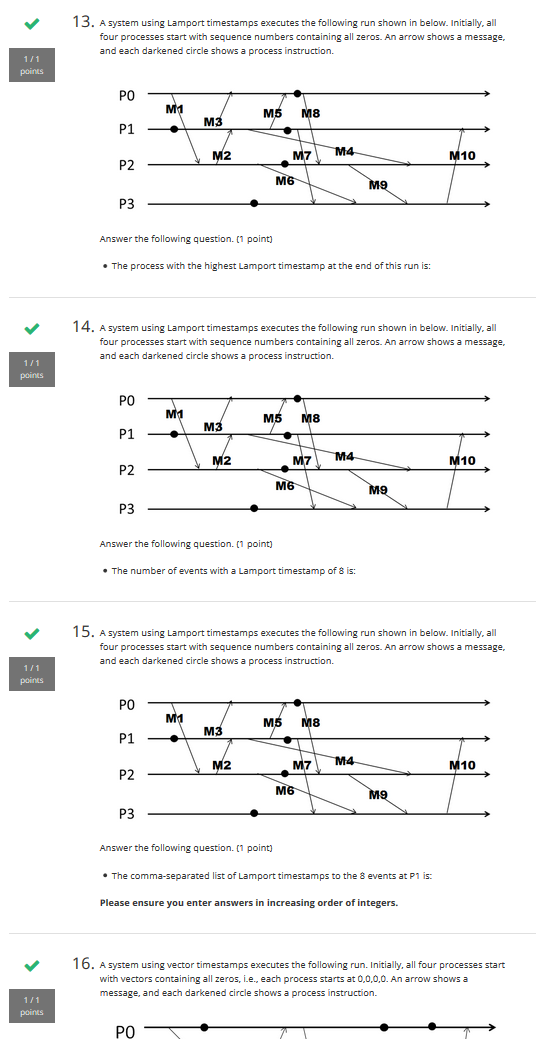 13. A system using Lamport timestamps executes the following run shown in below. Initially, all
four processes start with sequence numbers containing all zeros. An arrow shows a message,
and each darkened circle shows a process instruction.
1 / 1
points
P0
M1
M3
M5
M8
P1
M2
M7
M4
M10
P2
M6
M9
P3
Answer the following question. (1 point)
• The process with the highest Lamport timestamp at the end of this run is:
14. A system using Lamport timestamps executes the following run shown in below. Initially, all
four processes start with sequence numbers containing all zeros. An arrow shows a message,
and each darkened circle shows a process instruction.
1 / 1
points
P0
M1
M3
M5
M8
P1
M2
M7
M4
M10
P2
M6
M9
P3
Answer the following question. (1 point)
• The number of events with a Lamport timestamp of 8 is:
15. A system using Lamport timestamps executes the following run shown in below. Initially, all
four processes start with sequence numbers containing all zeros. An arrow shows a message,
and each darkened circle shows a process instruction.
1 / 1
points
P0
M1
M3
M5
M8
P1
M2
M7
M4
M10
P2
M6
M9
P3
Answer the following question. (1 point)
• The comma-separated list of Lamport timestamps to the 8 events at P1 is:
Please ensure you enter answers in increasing order of integers.
16. A system using vector timestamps executes the following run. Initially, all four processes start
with vectors containing all zeros, i.e., each process starts at 0,0,0,0. An arrow shows a
message, and each darkened circle shows a process instruction.
1 / 1
points
P0